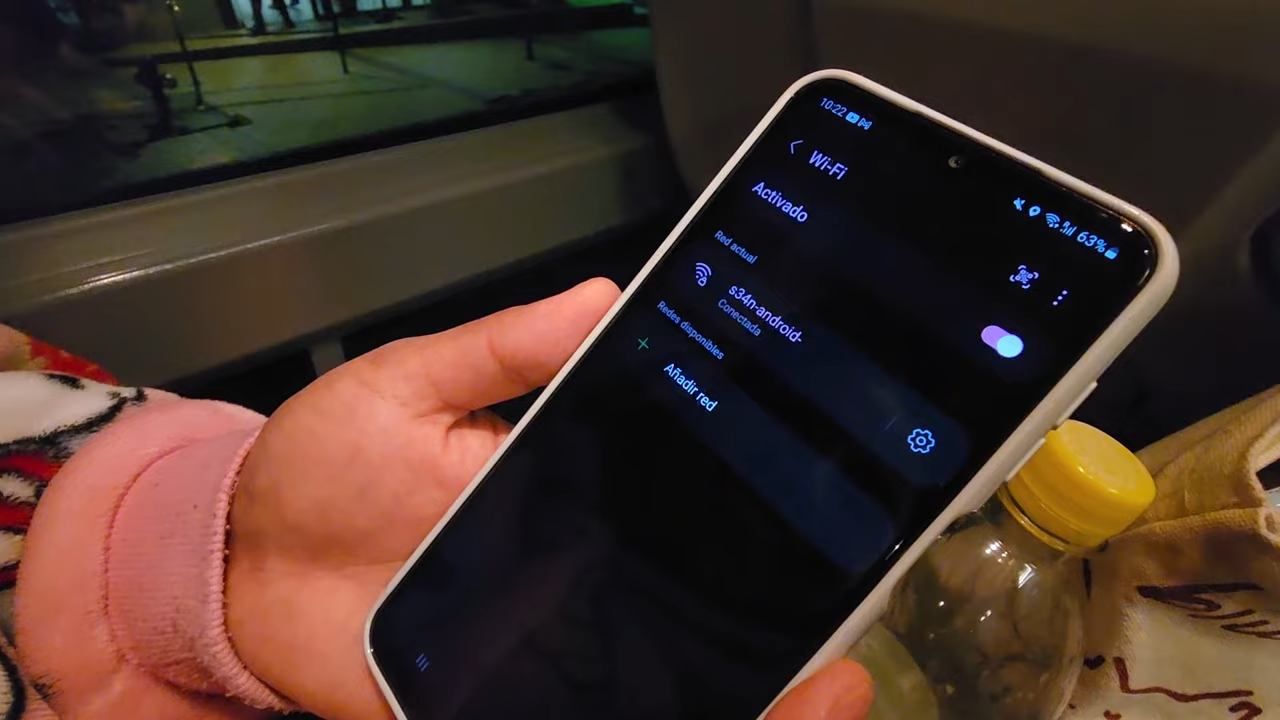 10:22
63%
Wi-Fi
Activado
Red actual
s34n-android-
Conectada
Redes disponibles
Añadir red